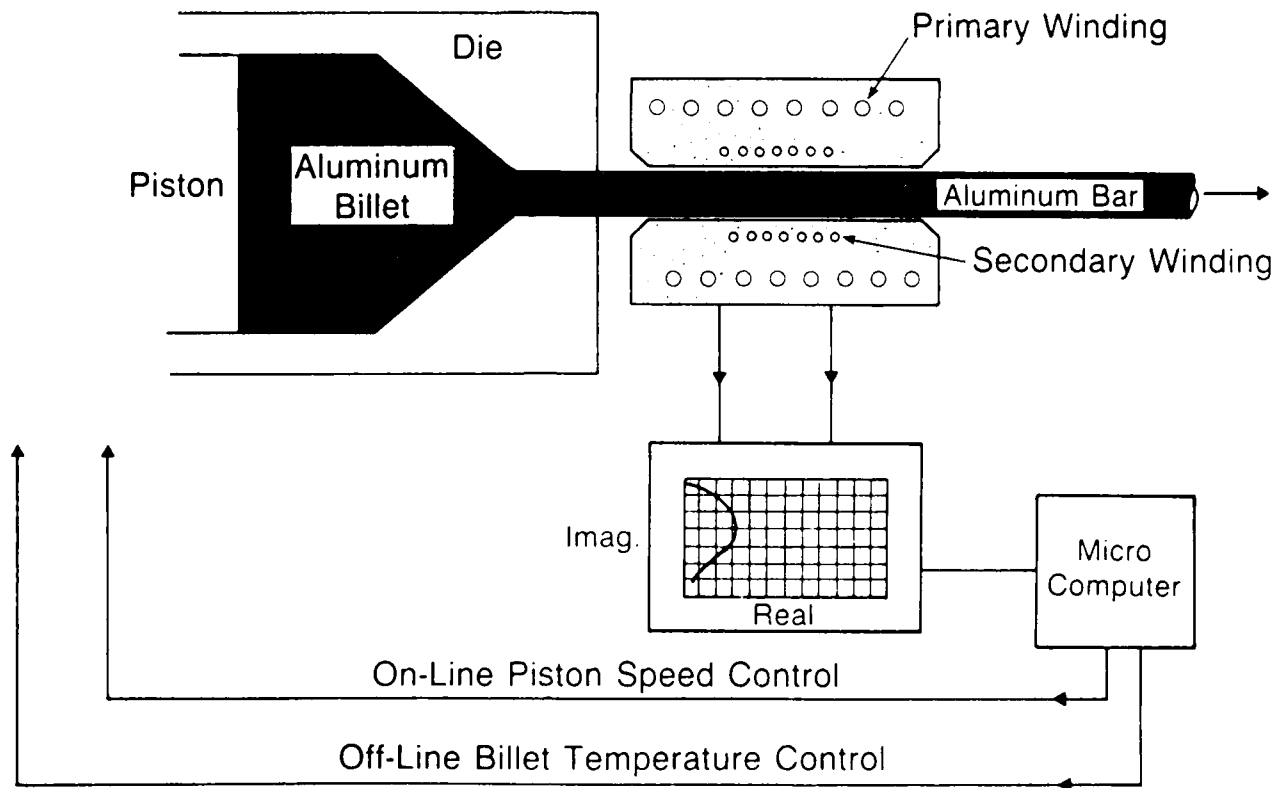 Primary Winding
Die
Aluminum
Billet
Piston
Aluminum Bar
Secondary Winding
Imag.
Real
Micro
Computer
On-Line Piston Speed Control
Off-Line Billet Temperature Control